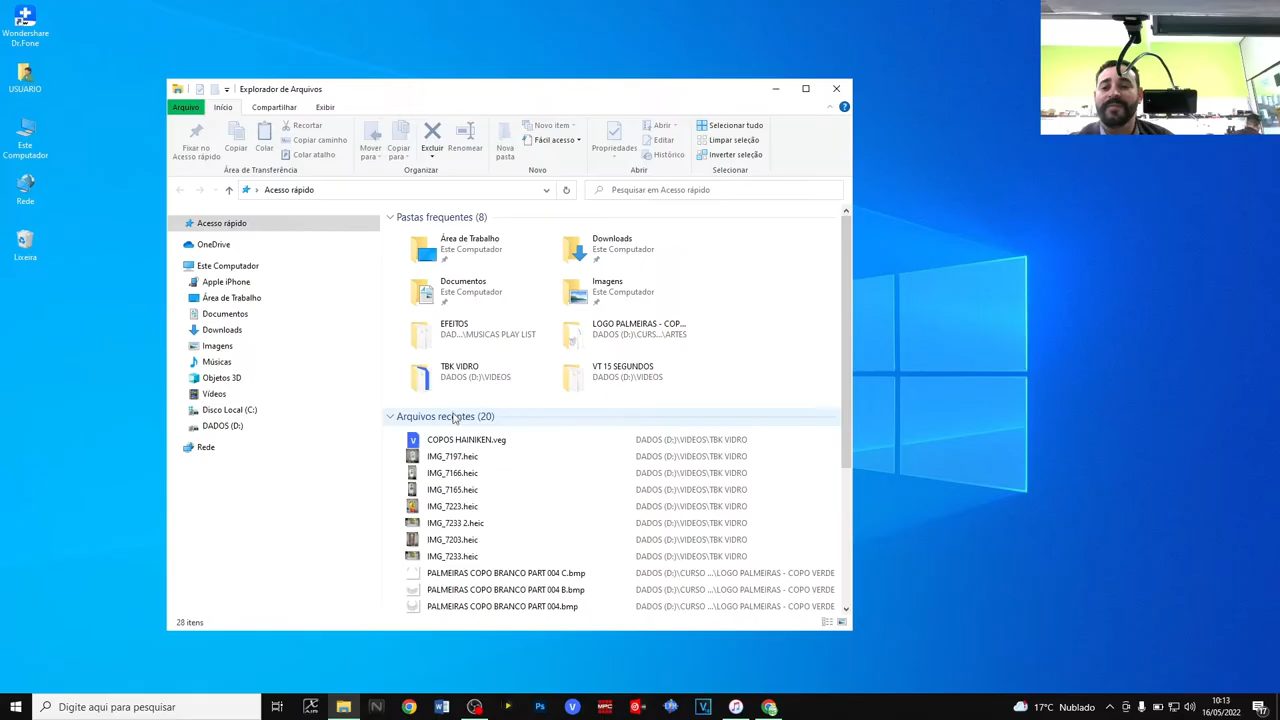 Wondershare
Dr.Fone
USUARIO
Este
Computador
Rede
Lixeira
Explorador de Arquivos
Arquivo
Início
Compartilhar
Exibir
Fixar no
Acesso rápido
Copiar
Colar
Recortar
Copiar caminho
Colar atalho
Área de Transferência
Mover
para
Copiar
para
Excluir
Renomear
Organizar
Nova
pasta
Novo item
Fácil acesso
Novo
Propriedades
Abrir
Editar
Histórico
Abrir
Selecionar tudo
Limpar seleção
Inverter seleção
Selecionar
Acesso rápido
Pesquisar em Acesso rápido
Acesso rápido
OneDrive
Este Computador
Apple iPhone
Área de Trabalho
Documentos
Downloads
Imagens
Músicas
Objetos 3D
Vídeos
Disco Local (C:)
DADOS (D:)
Rede
Pastas frequentes (8)
Área de Trabalho
Este Computador
Downloads
Este Computador
Documentos
Este Computador
Imagens
Este Computador
EFEITOS
DAD...\MUSICAS PLAY LIST
LOGO PALMEIRAS - COP...
DADOS (D:)\CURS...\ARTES
TBK VIDRO
DADOS (D:)\VIDEOS
VT 15 SEGUNDOS
DADOS (D:)\VIDEOS
Arquivos recentes (20)
COPOS HAINIKEN.veg DADOS (D:)\VIDEOS\TBK VIDRO
IMG_7197.heic DADOS (D:)\VIDEOS\TBK VIDRO
IMG_7166.heic DADOS (D:)\VIDEOS\TBK VIDRO
IMG_7165.heic DADOS (D:)\VIDEOS\TBK VIDRO
IMG_7223.heic DADOS (D:)\VIDEOS\TBK VIDRO
IMG_7233 2.heic DADOS (D:)\VIDEOS\TBK VIDRO
IMG_7203.heic DADOS (D:)\VIDEOS\TBK VIDRO
IMG_7233.heic DADOS (D:)\VIDEOS\TBK VIDRO
PALMEIRAS COPO BRANCO PART 004 C.bmp DADOS (D:)\CURSO ...\LOGO PALMEIRAS - COPO VERDE
PALMEIRAS COPO BRANCO PART 004 B.bmp DADOS (D:)\CURSO ...\LOGO PALMEIRAS - COPO VERDE
PALMEIRAS COPO BRANCO PART 004.bmp DADOS (D:)\CURSO ...\LOGO PALMEIRAS - COPO VERDE
28 itens
Digite aqui para pesquisar
17°C Nublado
10:13
16/05/2022